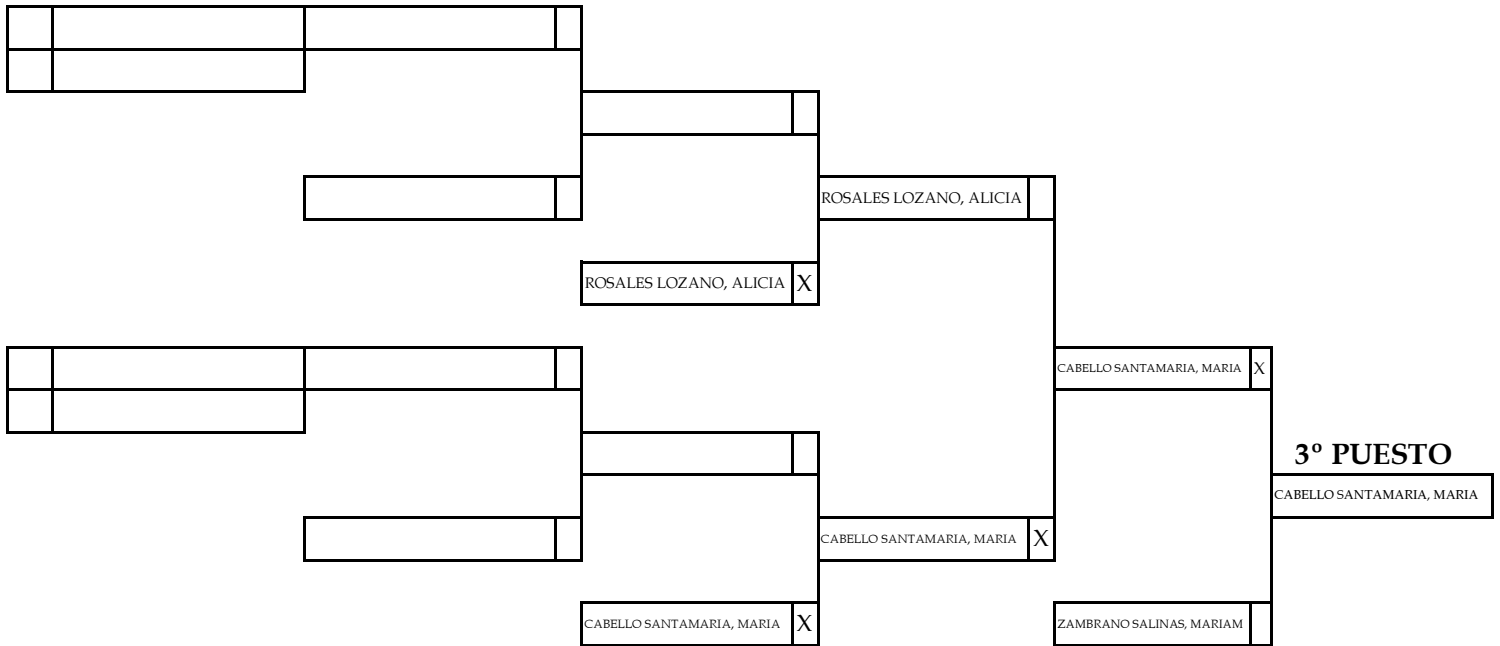 ROSALES LOZANO, ALICIA
ROSALES LOZANO, ALICIA X
CABELLO SANTAMARIA, MARIA X
3º PUESTO
CABELLO SANTAMARIA, MARIA
CABELLO SANTAMARIA, MARIA X
CABELLO SANTAMARIA, MARIA X
ZAMBRANO SALINAS, MARIAM